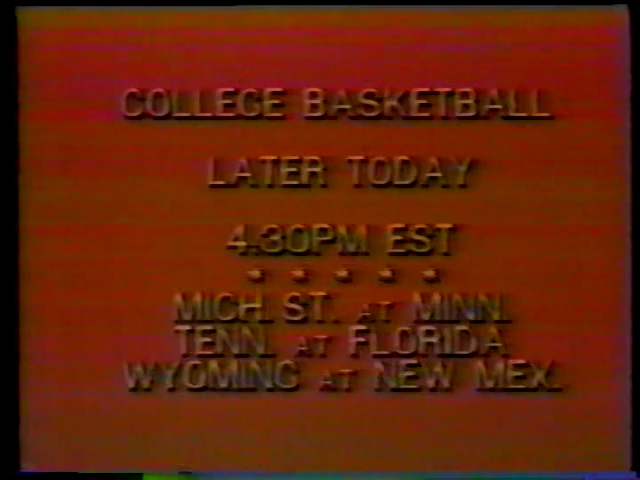 COLLEGE BASKETBALL
LATER TODAY
4:30PM EST
* * * * *
MICH. ST. AT MINN.
TENN. AT FLORIDA
WYOMING AT NEW MEX.